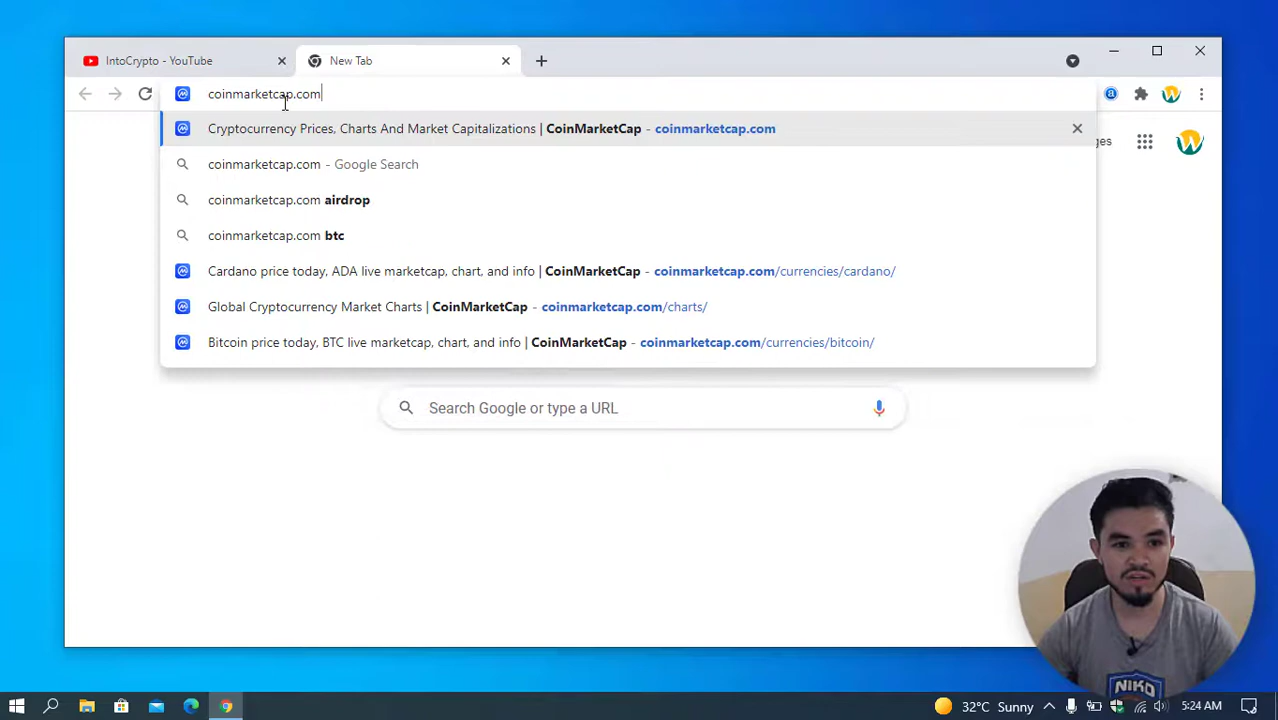 IntoCrypto - YouTube
New Tab
coinmarketcap.com
Cryptocurrency Prices, Charts And Market Capitalizations | CoinMarketCap - coinmarketcap.com
coinmarketcap.com - Google Search
ges
coinmarketcap.com airdrop
coinmarketcap.com btc
Cardano price today, ADA live marketcap, chart, and info | CoinMarketCap - coinmarketcap.com/currencies/cardano/
Global Cryptocurrency Market Charts | CoinMarketCap - coinmarketcap.com/charts/
Bitcoin price today, BTC live marketcap, chart, and info | CoinMarketCap - coinmarketcap.com/currencies/bitcoin/
Search Google or type a URL
NIKO
32°C Sunny
5:24 AM